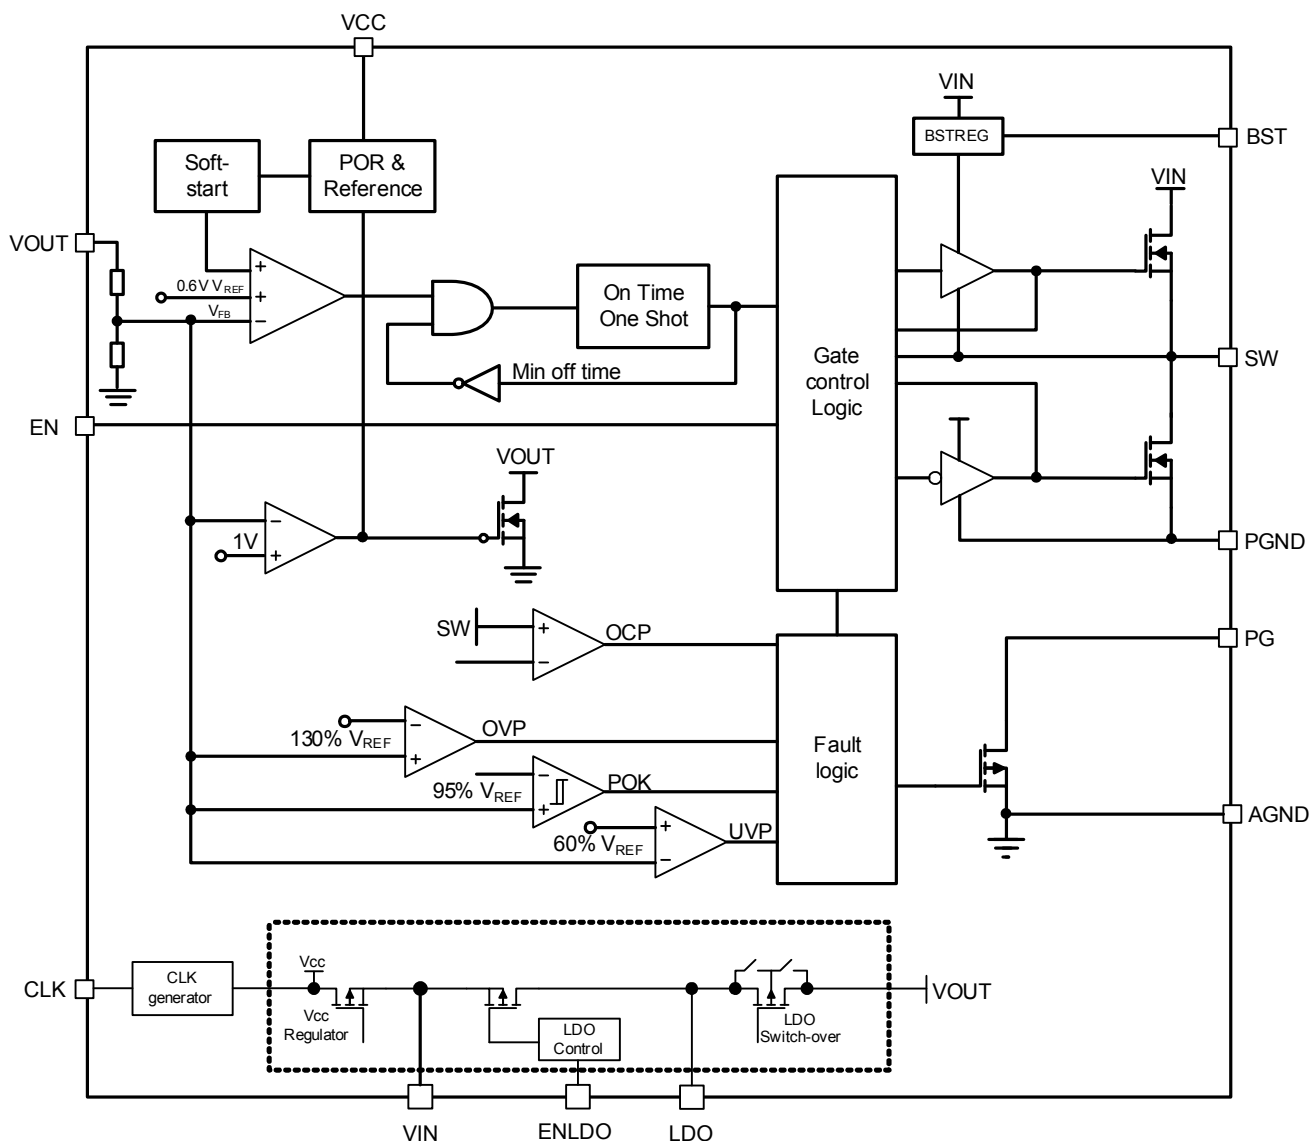 VCC
VIN
BSTREG
BST
Soft-
start
POR &
Reference
VIN
VOUT
+
0.6V VREF
+
VFB
−
On Time
One Shot
Min off time
Gate
control
Logic
SW
EN
VOUT
−
1V
+
PGND
SW
+
−
OCP
PG
130% VREF
−
+
OVP
Fault
logic
95% VREF
−
+
POK
60% VREF
+
−
UVP
AGND
CLK
CLK
generator
Vcc
Vcc
Regulator
LDO
Control
LDO
Switch-over
VOUT
VIN
ENLDO
LDO